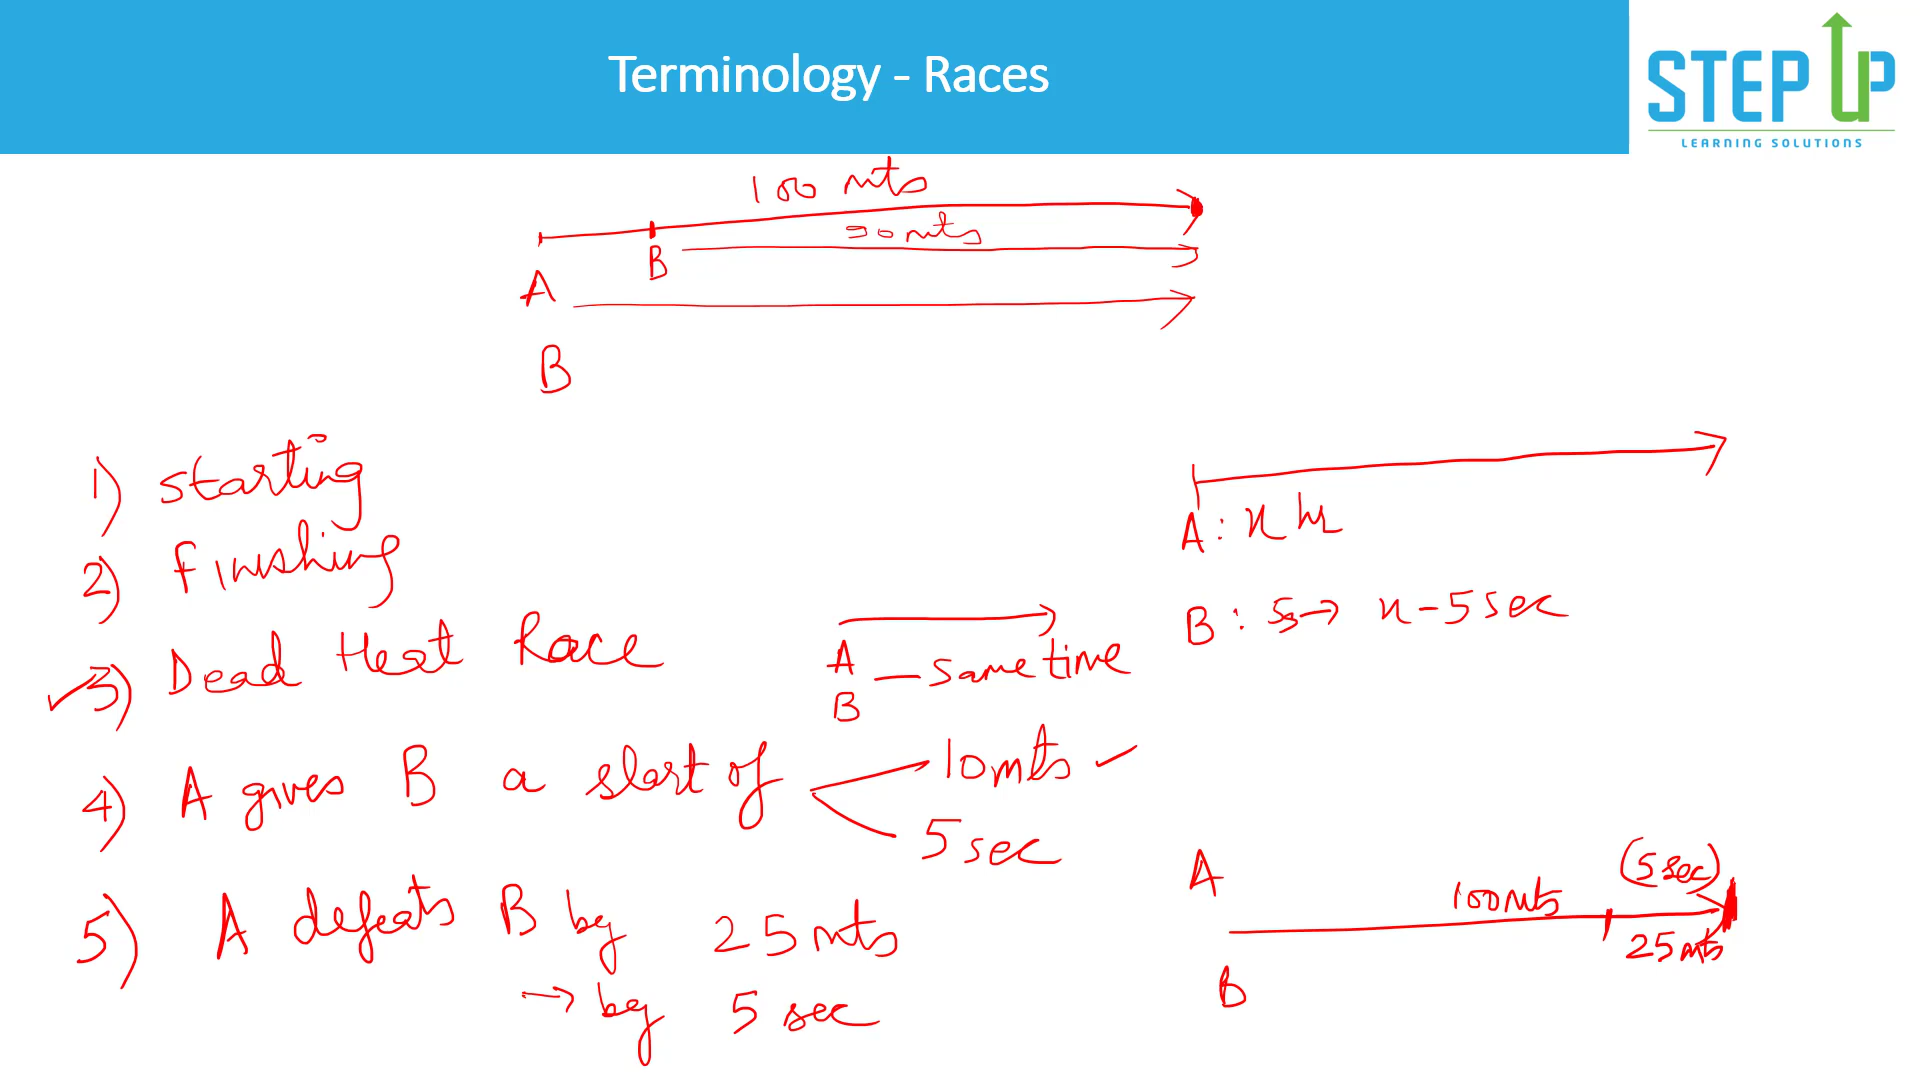 Terminology - Races
STEP UP
LEARNING SOLUTIONS
100 mts
90 mts
B
A
B
1) starting
2) finishing
3) Dead Heat Race
A
B
— same time
4) A gives B a start of
10 mts
5 sec
5) A defeats B by 25 mts
→ by 5 sec
A : x hr
B : 5 → x - 5 sec
A
100 mts
(5 sec)
25 mts
B